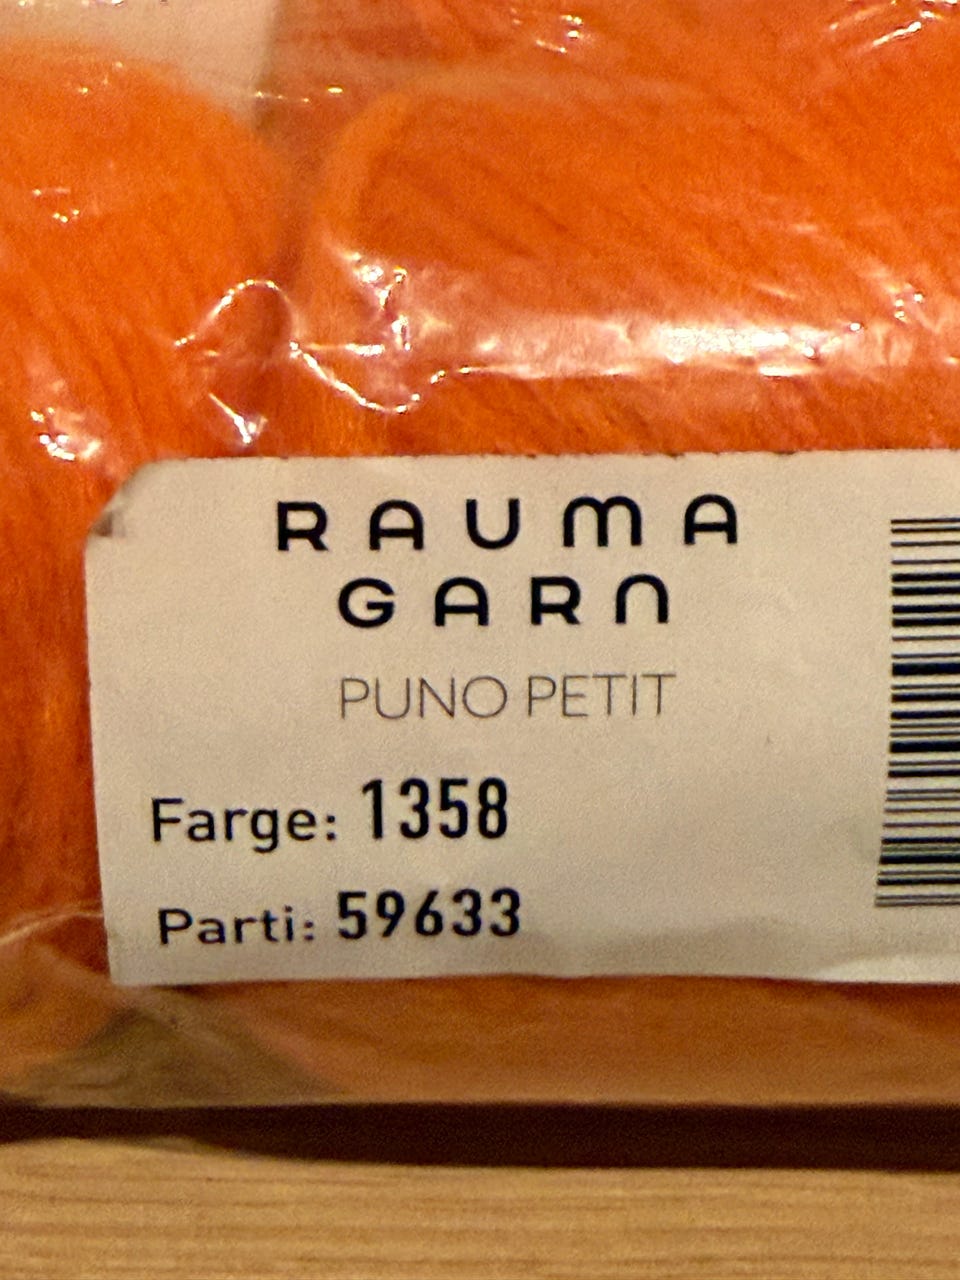 RAUMA
GARN
PUNO PETIT
Farge: 1358
Parti: 59633